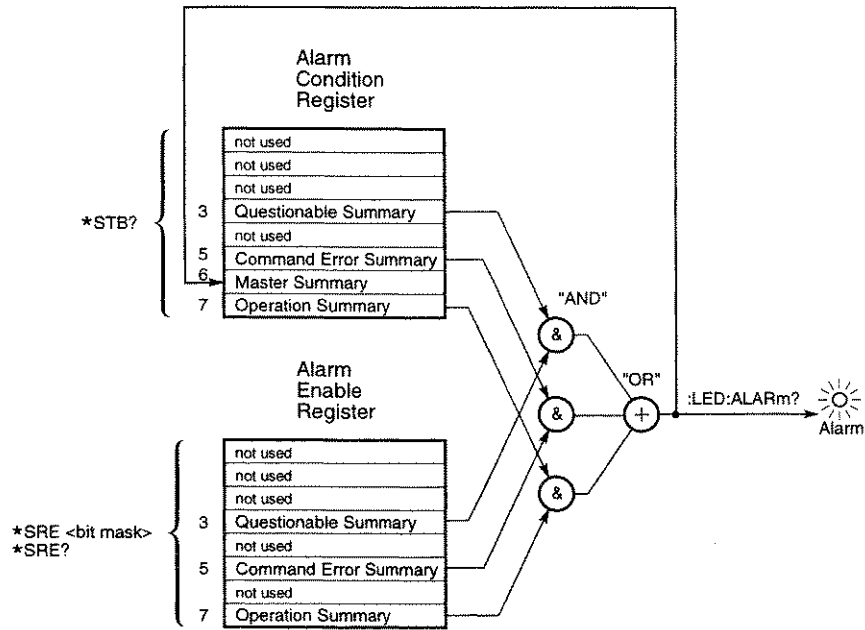 Alarm
Condition
Register
not used
not used
not used
3 Questionable Summary
not used
5 Command Error Summary
6 Master Summary
7 Operation Summary
★STB?
"AND"
&
"OR"
&
+
:LED:ALARm?
Alarm
&
Alarm
Enable
Register
not used
not used
not used
3 Questionable Summary
not used
5 Command Error Summary
not used
7 Operation Summary
★SRE <bit mask>
★SRE?